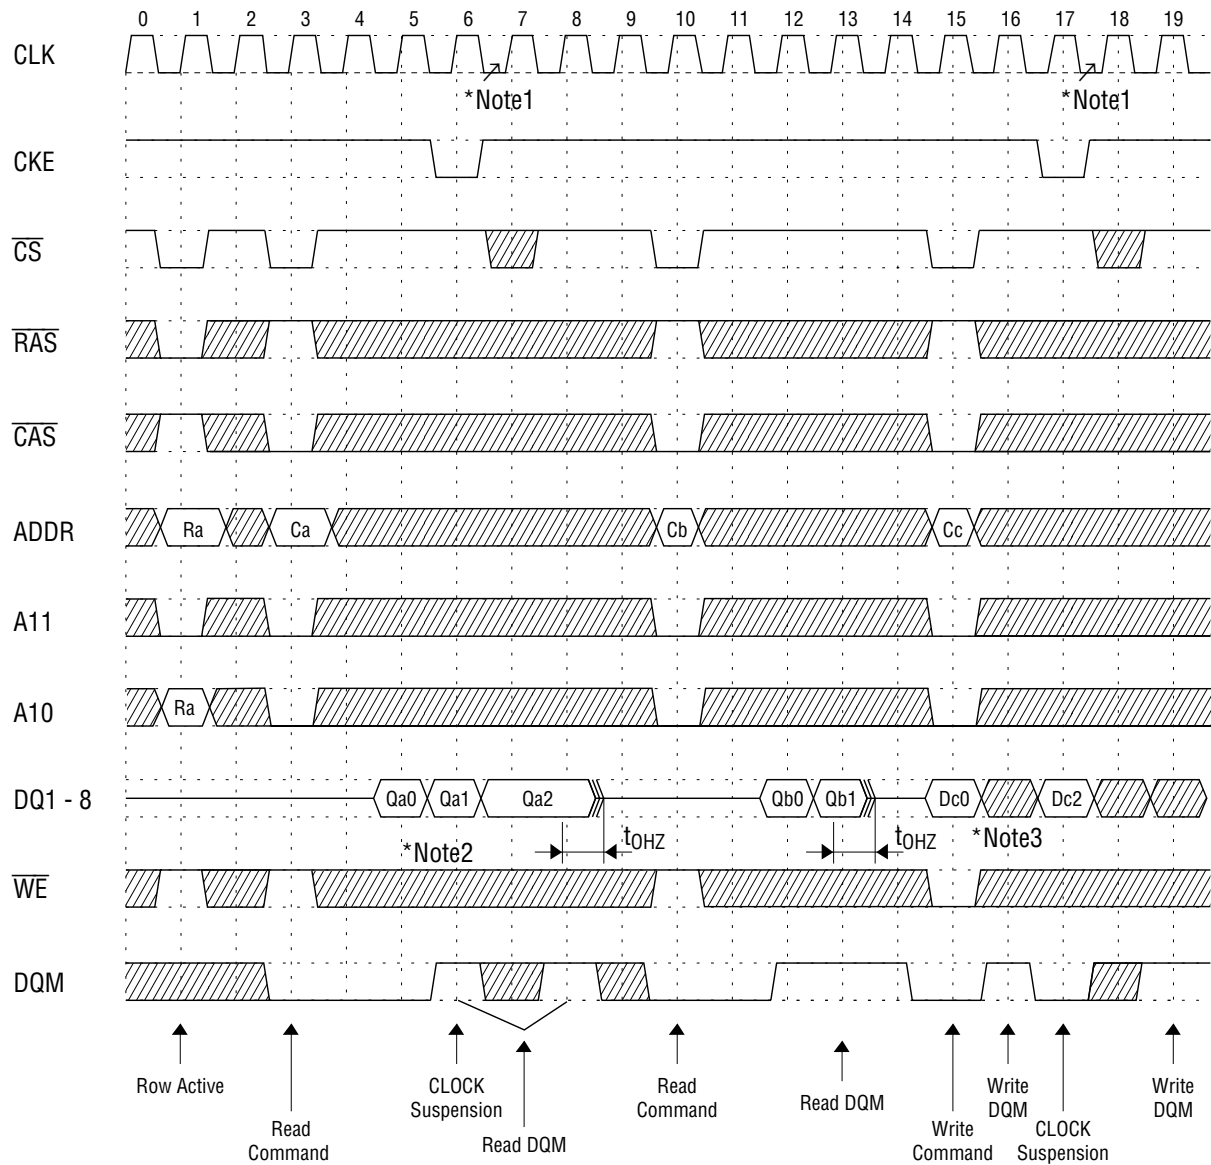 0 1 2 3 4 5 6 7 8 9 10 11 12 13 14 15 16 17 18 19
CLK
*Note1 *Note1
CKE
CS
RAS
CAS
ADDR Ra Ca Cb Cc
A11
A10 Ra
DQ1 - 8 Qa0 Qa1 Qa2 Qb0 Qb1 Dc0 Dc2
*Note2 tOHZ tOHZ *Note3
WE
DQM
Row Active
Read
Command
CLOCK
Suspension
Read DQM
Read
Command
Read DQM
Write
Command
Write
DQM
CLOCK
Suspension
Write
DQM